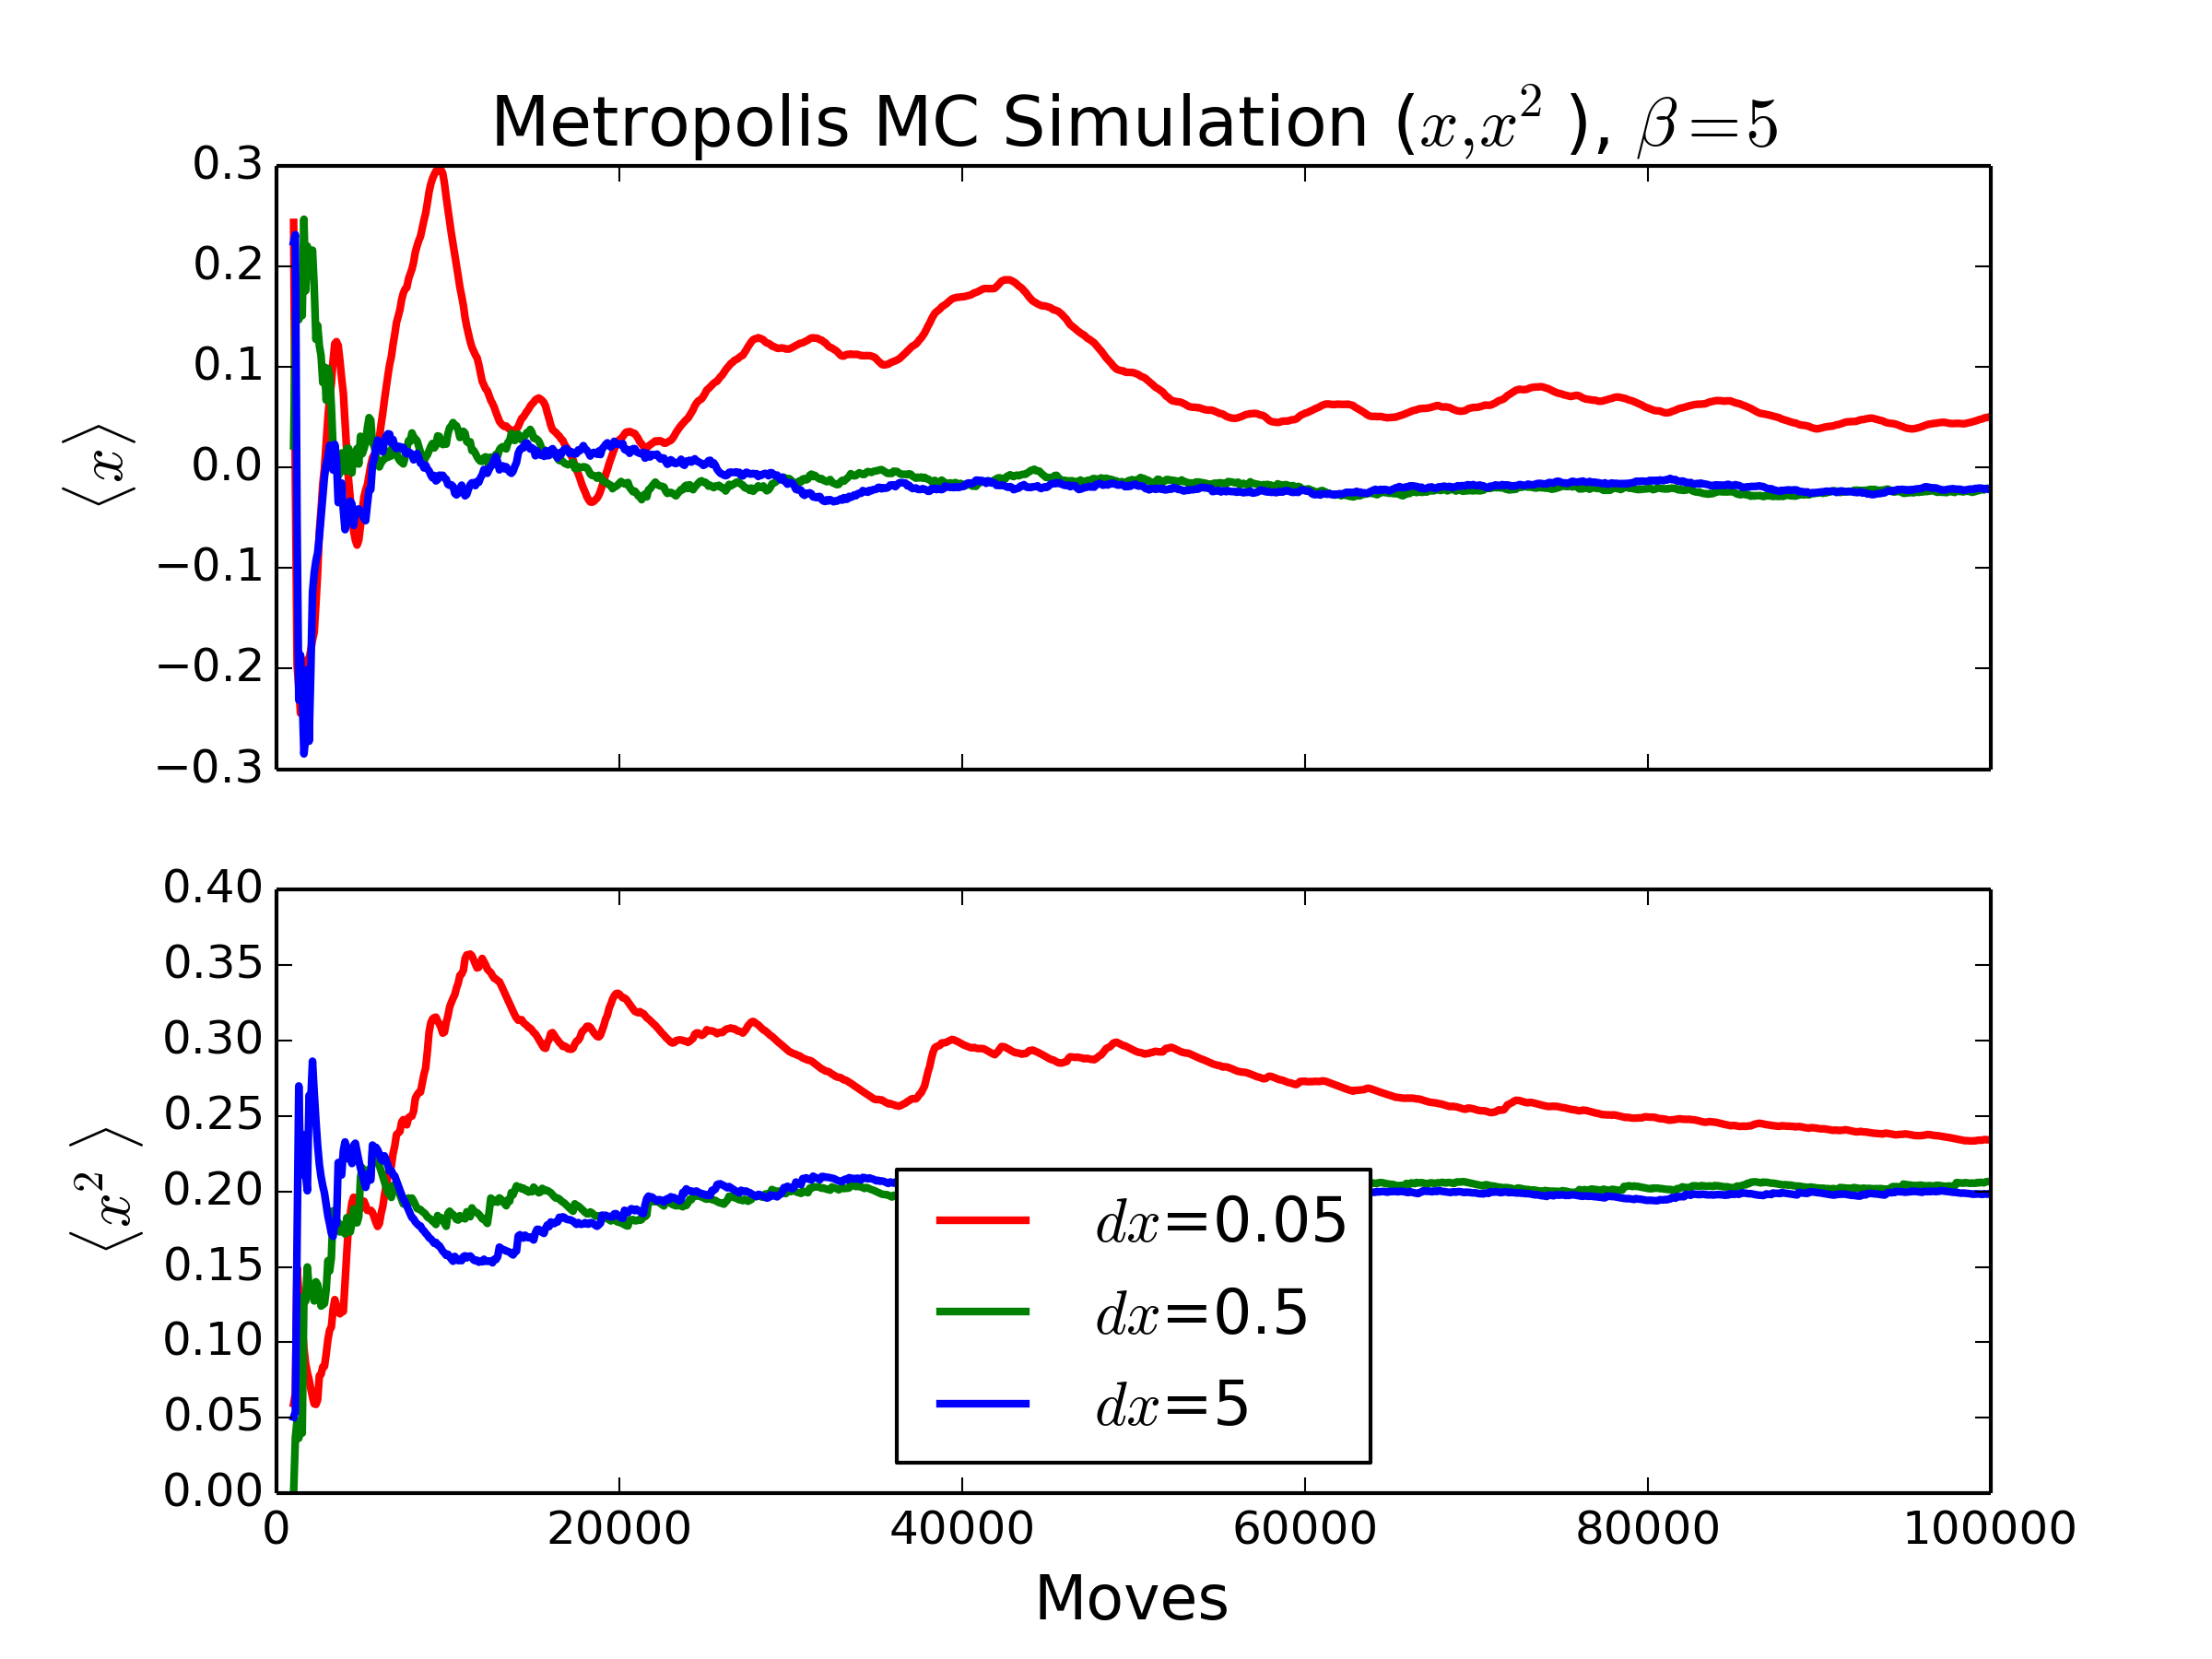 Metropolis MC Simulation (x,x²), β=5
0.3
0.2
0.1
0.0
−0.1
−0.2
−0.3
⟨x⟩
0.40
0.35
0.30
0.25
0.20
0.15
0.10
0.05
0.00
⟨x²⟩
dx=0.05
dx=0.5
dx=5
0 20000 40000 60000 80000 100000
Moves